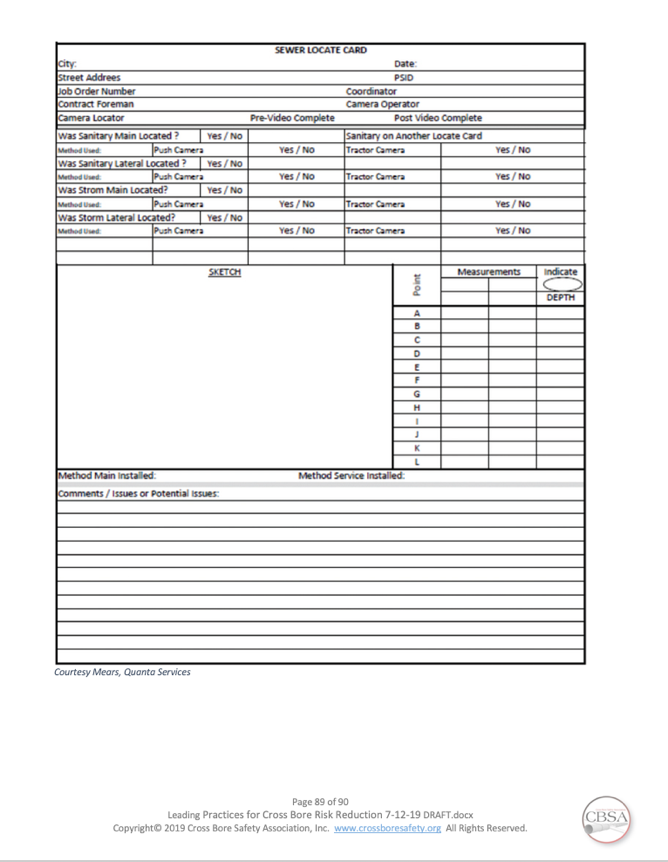 SEWER LOCATE CARD
City: Date:
Street Addrees PSID
Job Order Number Coordinator
Contract Foreman Camera Operator
Camera Locator Pre-Video Complete Post Video Complete
Was Sanitary Main Located ? Yes / No Sanitary on Another Locate Card
Method Used: Push Camera Yes / No Tractor Camera Yes / No
Was Sanitary Lateral Located ? Yes / No
Method Used: Push Camera Yes / No Tractor Camera Yes / No
Was Strom Main Located? Yes / No
Method Used: Push Camera Yes / No Tractor Camera Yes / No
Was Storm Lateral Located? Yes / No
Method Used: Push Camera Yes / No Tractor Camera Yes / No
SKETCH
Point
Measurements
Indicate
DEPTH
A
B
C
D
E
F
G
H
I
J
K
L
Method Main Installed: Method Service Installed:
Comments / Issues or Potential Issues:
Courtesy Mears, Quanta Services
Page 89 of 90
Leading Practices for Cross Bore Risk Reduction 7-12-19 DRAFT.docx
Copyright© 2019 Cross Bore Safety Association, Inc. www.crossboresafety.org All Rights Reserved.
CBSA